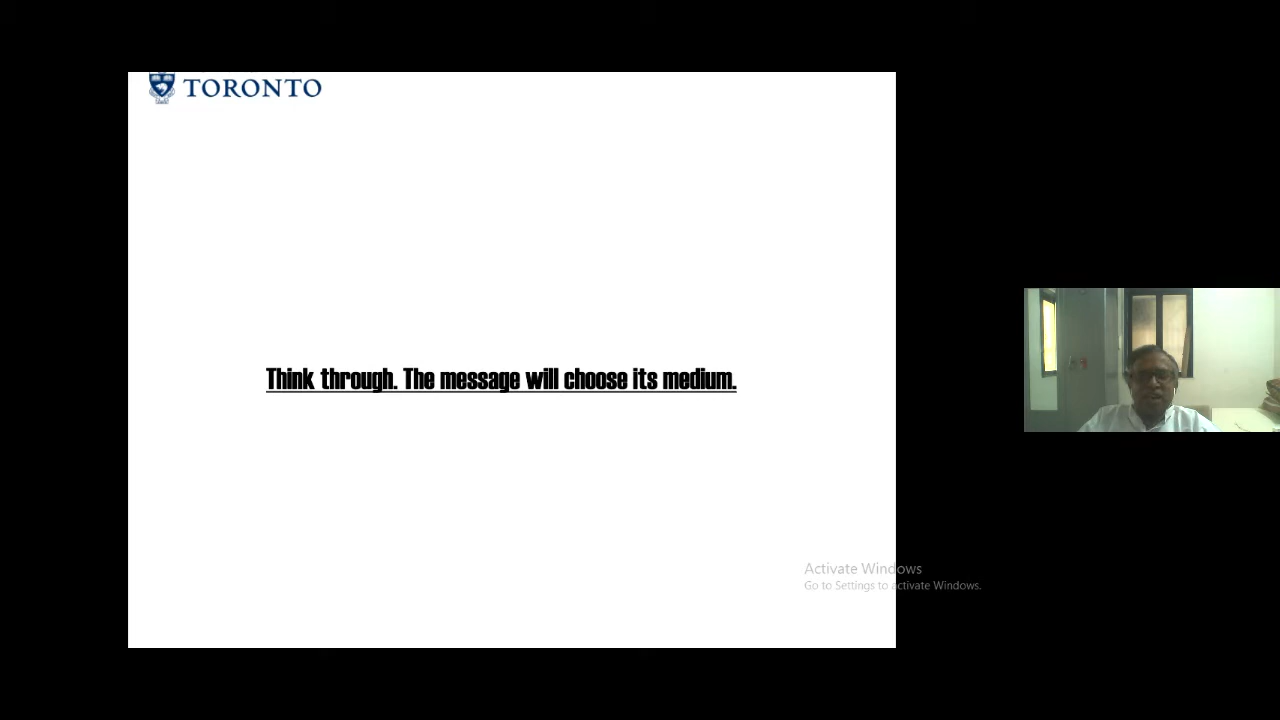 TORONTO
Think through. The message will choose its medium.
Activate Windows
Go to Settings to activate Windows.